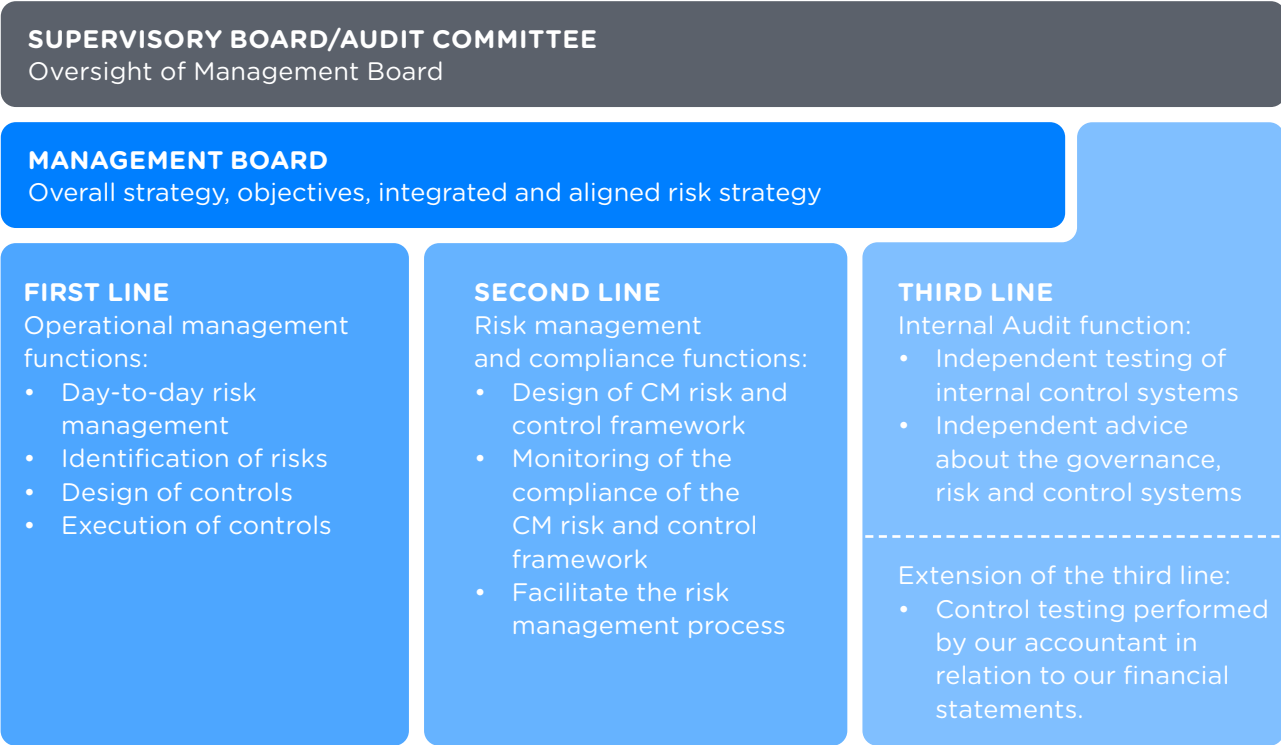 SUPERVISORY BOARD/AUDIT COMMITTEE
Oversight of Management Board
MANAGEMENT BOARD
Overall strategy, objectives, integrated and aligned risk strategy
FIRST LINE
Operational management
functions:
• Day-to-day risk
management
• Identification of risks
• Design of controls
• Execution of controls
SECOND LINE
Risk management
and compliance functions:
• Design of CM risk and
control framework
• Monitoring of the
compliance of the
CM risk and control
framework
• Facilitate the risk
management process
THIRD LINE
Internal Audit function:
• Independent testing of
internal control systems
• Independent advice
about the governance,
risk and control systems
Extension of the third line:
• Control testing performed
by our accountant in
relation to our financial
statements.